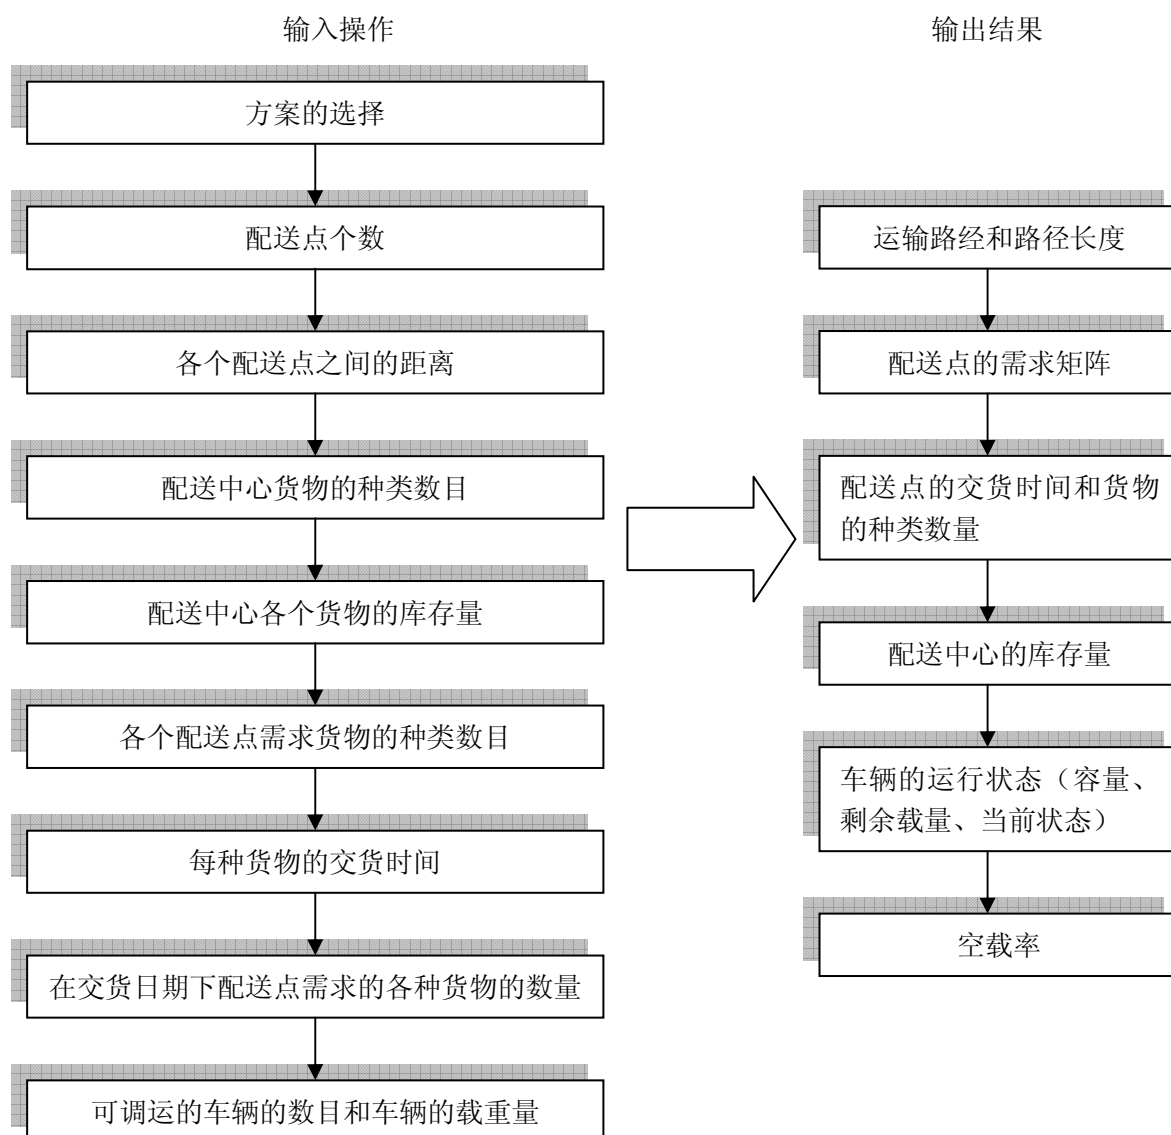 输入操作
方案的选择
配送点个数
各个配送点之间的距离
配送中心货物的种类数目
配送中心各个货物的库存量
各个配送点需求货物的种类数目
每种货物的交货时间
在交货日期下配送点需求的各种货物的数量
可调运的车辆的数目和车辆的载重量
输出结果
运输路经和路径长度
配送点的需求矩阵
配送点的交货时间和货物
的种类数量
配送中心的库存量
车辆的运行状态（容量、
剩余载量、当前状态）
空载率